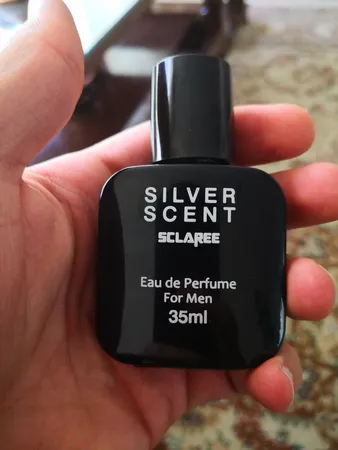 SILVER
SCENT
SCLAREE
Eau de Perfume
For Men
35ml